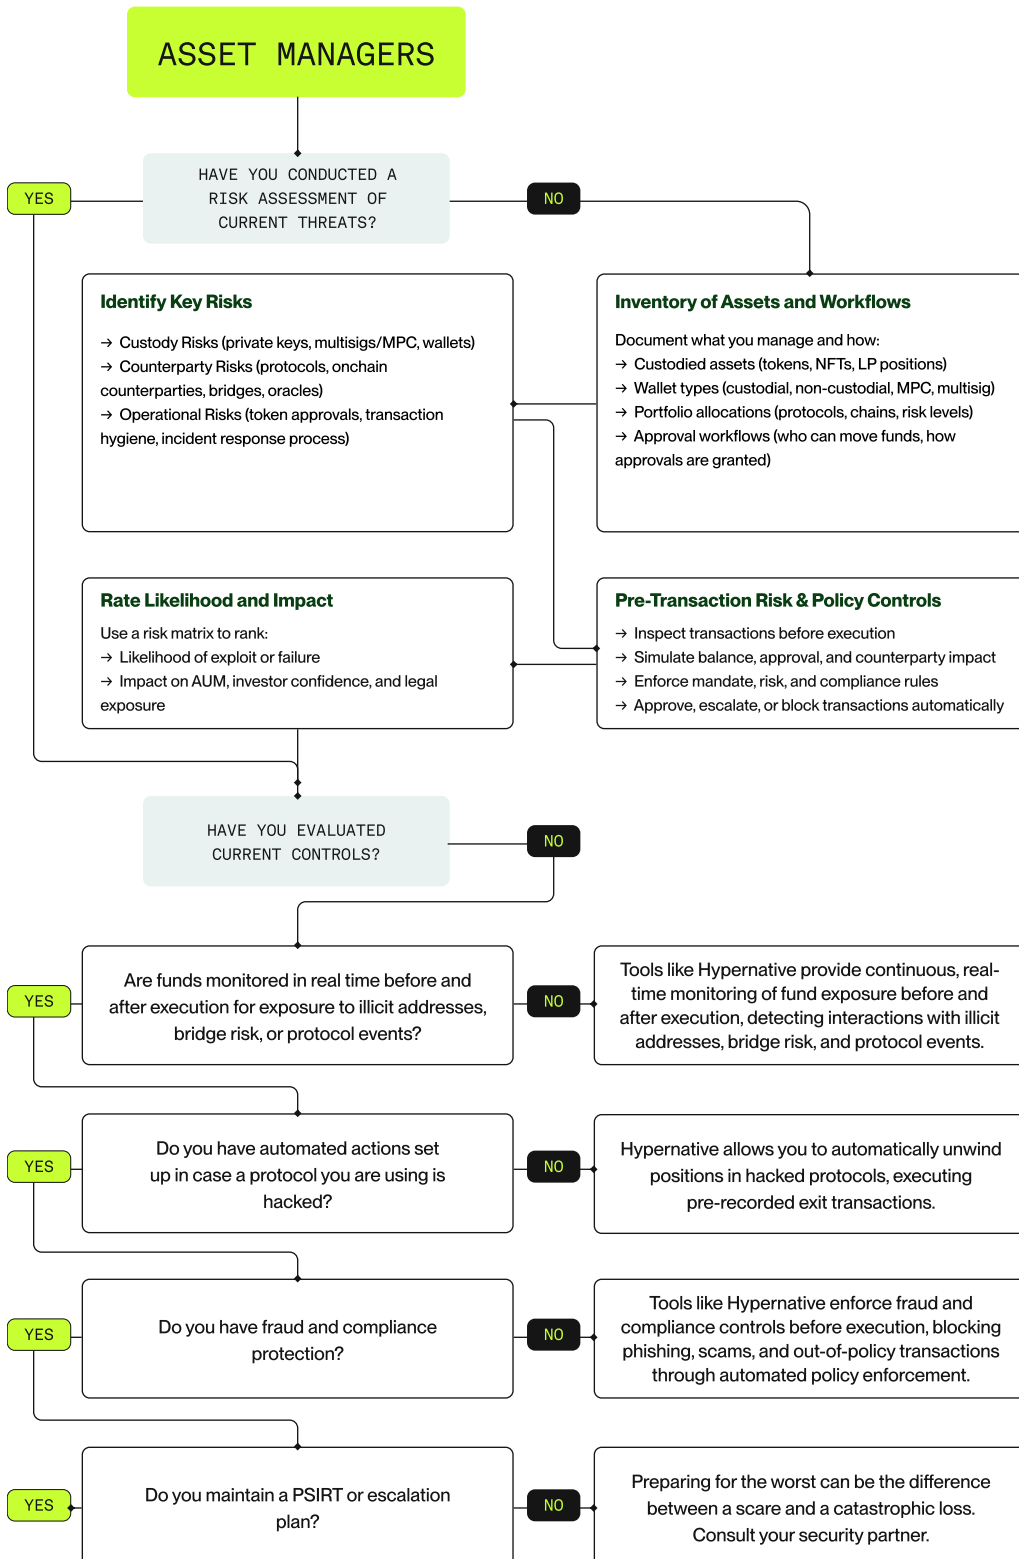 ASSET MANAGERS
HAVE YOU CONDUCTED A
RISK ASSESSMENT OF
CURRENT THREATS?
YES
NO
Identify Key Risks
→ Custody Risks (private keys, multisigs/MPC, wallets)
→ Counterparty Risks (protocols, onchain
counterparties, bridges, oracles)
→ Operational Risks (token approvals, transaction
hygiene, incident response process)
Inventory of Assets and Workflows
Document what you manage and how:
→ Custodied assets (tokens, NFTs, LP positions)
→ Wallet types (custodial, non-custodial, MPC, multisig)
→ Portfolio allocations (protocols, chains, risk levels)
→ Approval workflows (who can move funds, how
approvals are granted)
Rate Likelihood and Impact
Use a risk matrix to rank:
→ Likelihood of exploit or failure
→ Impact on AUM, investor confidence, and legal
exposure
Pre-Transaction Risk & Policy Controls
→ Inspect transactions before execution
→ Simulate balance, approval, and counterparty impact
→ Enforce mandate, risk, and compliance rules
→ Approve, escalate, or block transactions automatically
HAVE YOU EVALUATED
CURRENT CONTROLS?
NO
YES
Are funds monitored in real time before and
after execution for exposure to illicit addresses,
bridge risk, or protocol events?
NO
Tools like Hypernative provide continuous, real-
time monitoring of fund exposure before and
after execution, detecting interactions with illicit
addresses, bridge risk, and protocol events.
YES
Do you have automated actions set
up in case a protocol you are using is
hacked?
NO
Hypernative allows you to automatically unwind
positions in hacked protocols, executing
pre-recorded exit transactions.
YES
Do you have fraud and compliance
protection?
NO
Tools like Hypernative enforce fraud and
compliance controls before execution, blocking
phishing, scams, and out-of-policy transactions
through automated policy enforcement.
YES
Do you maintain a PSIRT or escalation
plan?
NO
Preparing for the worst can be the difference
between a scare and a catastrophic loss.
Consult your security partner.